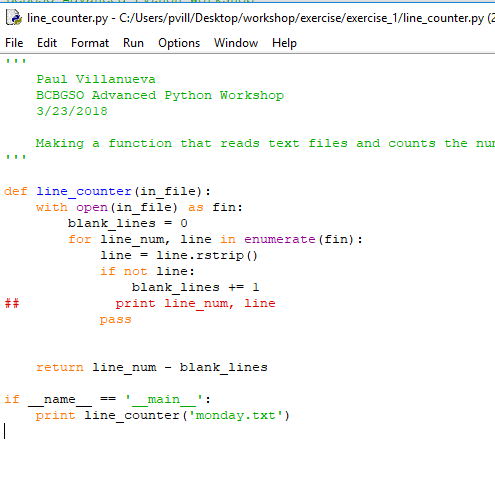 line_counter.py - C:/Users/pvill/Desktop/workshop/exercise/exercise_1/line_counter.py (2
File Edit Format Run Options Window Help
'''
    Paul Villanueva
    BCBGSO Advanced Python Workshop
    3/23/2018

    Making a function that reads text files and counts the
'''

def line_counter(in_file):
    with open(in_file) as fin:
        blank_lines = 0
        for line_num, line in enumerate(fin):
            line = line.rstrip()
            if not line:
                blank_lines += 1
##            print line_num, line
            pass


    return line_num - blank_lines

if __name__ == '__main__':
    print line_counter('monday.txt')